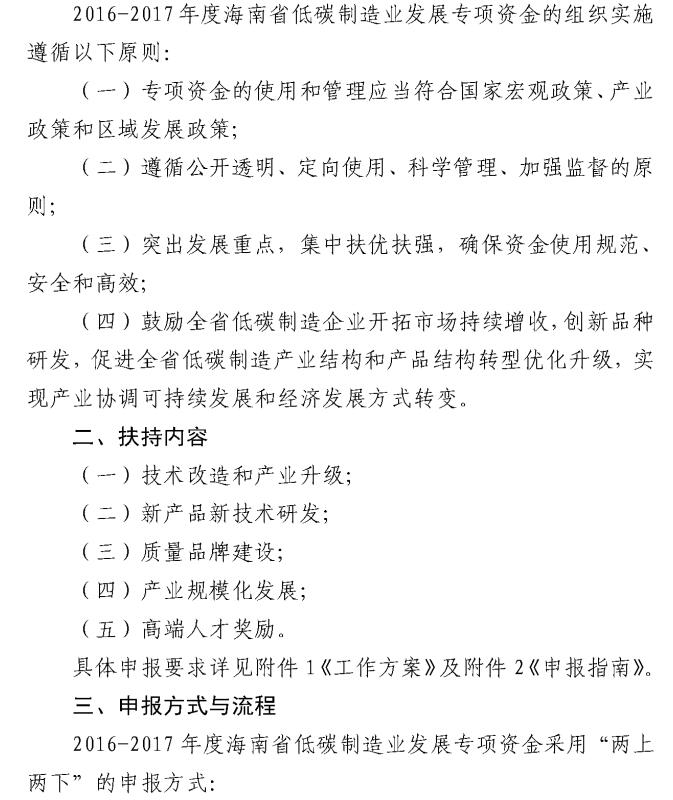 2016-2017 年度海南省低碳制造业发展专项资金的组织实施
遵循以下原则：
（一）专项资金的使用和管理应当符合国家宏观政策、产业
政策和区域发展政策；
（二）遵循公开透明、定向使用、科学管理、加强监督的原
则；
（三）突出发展重点，集中扶优扶强，确保资金使用规范、
安全和高效；
（四）鼓励全省低碳制造企业开拓市场持续增收，创新品种
研发，促进全省低碳制造产业结构和产品结构转型优化升级，实
现产业协调可持续发展和经济发展方式转变。
二、扶持内容
（一）技术改造和产业升级；
（二）新产品新技术研发；
（三）质量品牌建设；
（四）产业规模化发展；
（五）高端人才奖励。
具体申报要求详见附件 1《工作方案》及附件 2《申报指南》。
三、申报方式与流程
2016-2017 年度海南省低碳制造业发展专项资金采用“两上
两下”的申报方式：